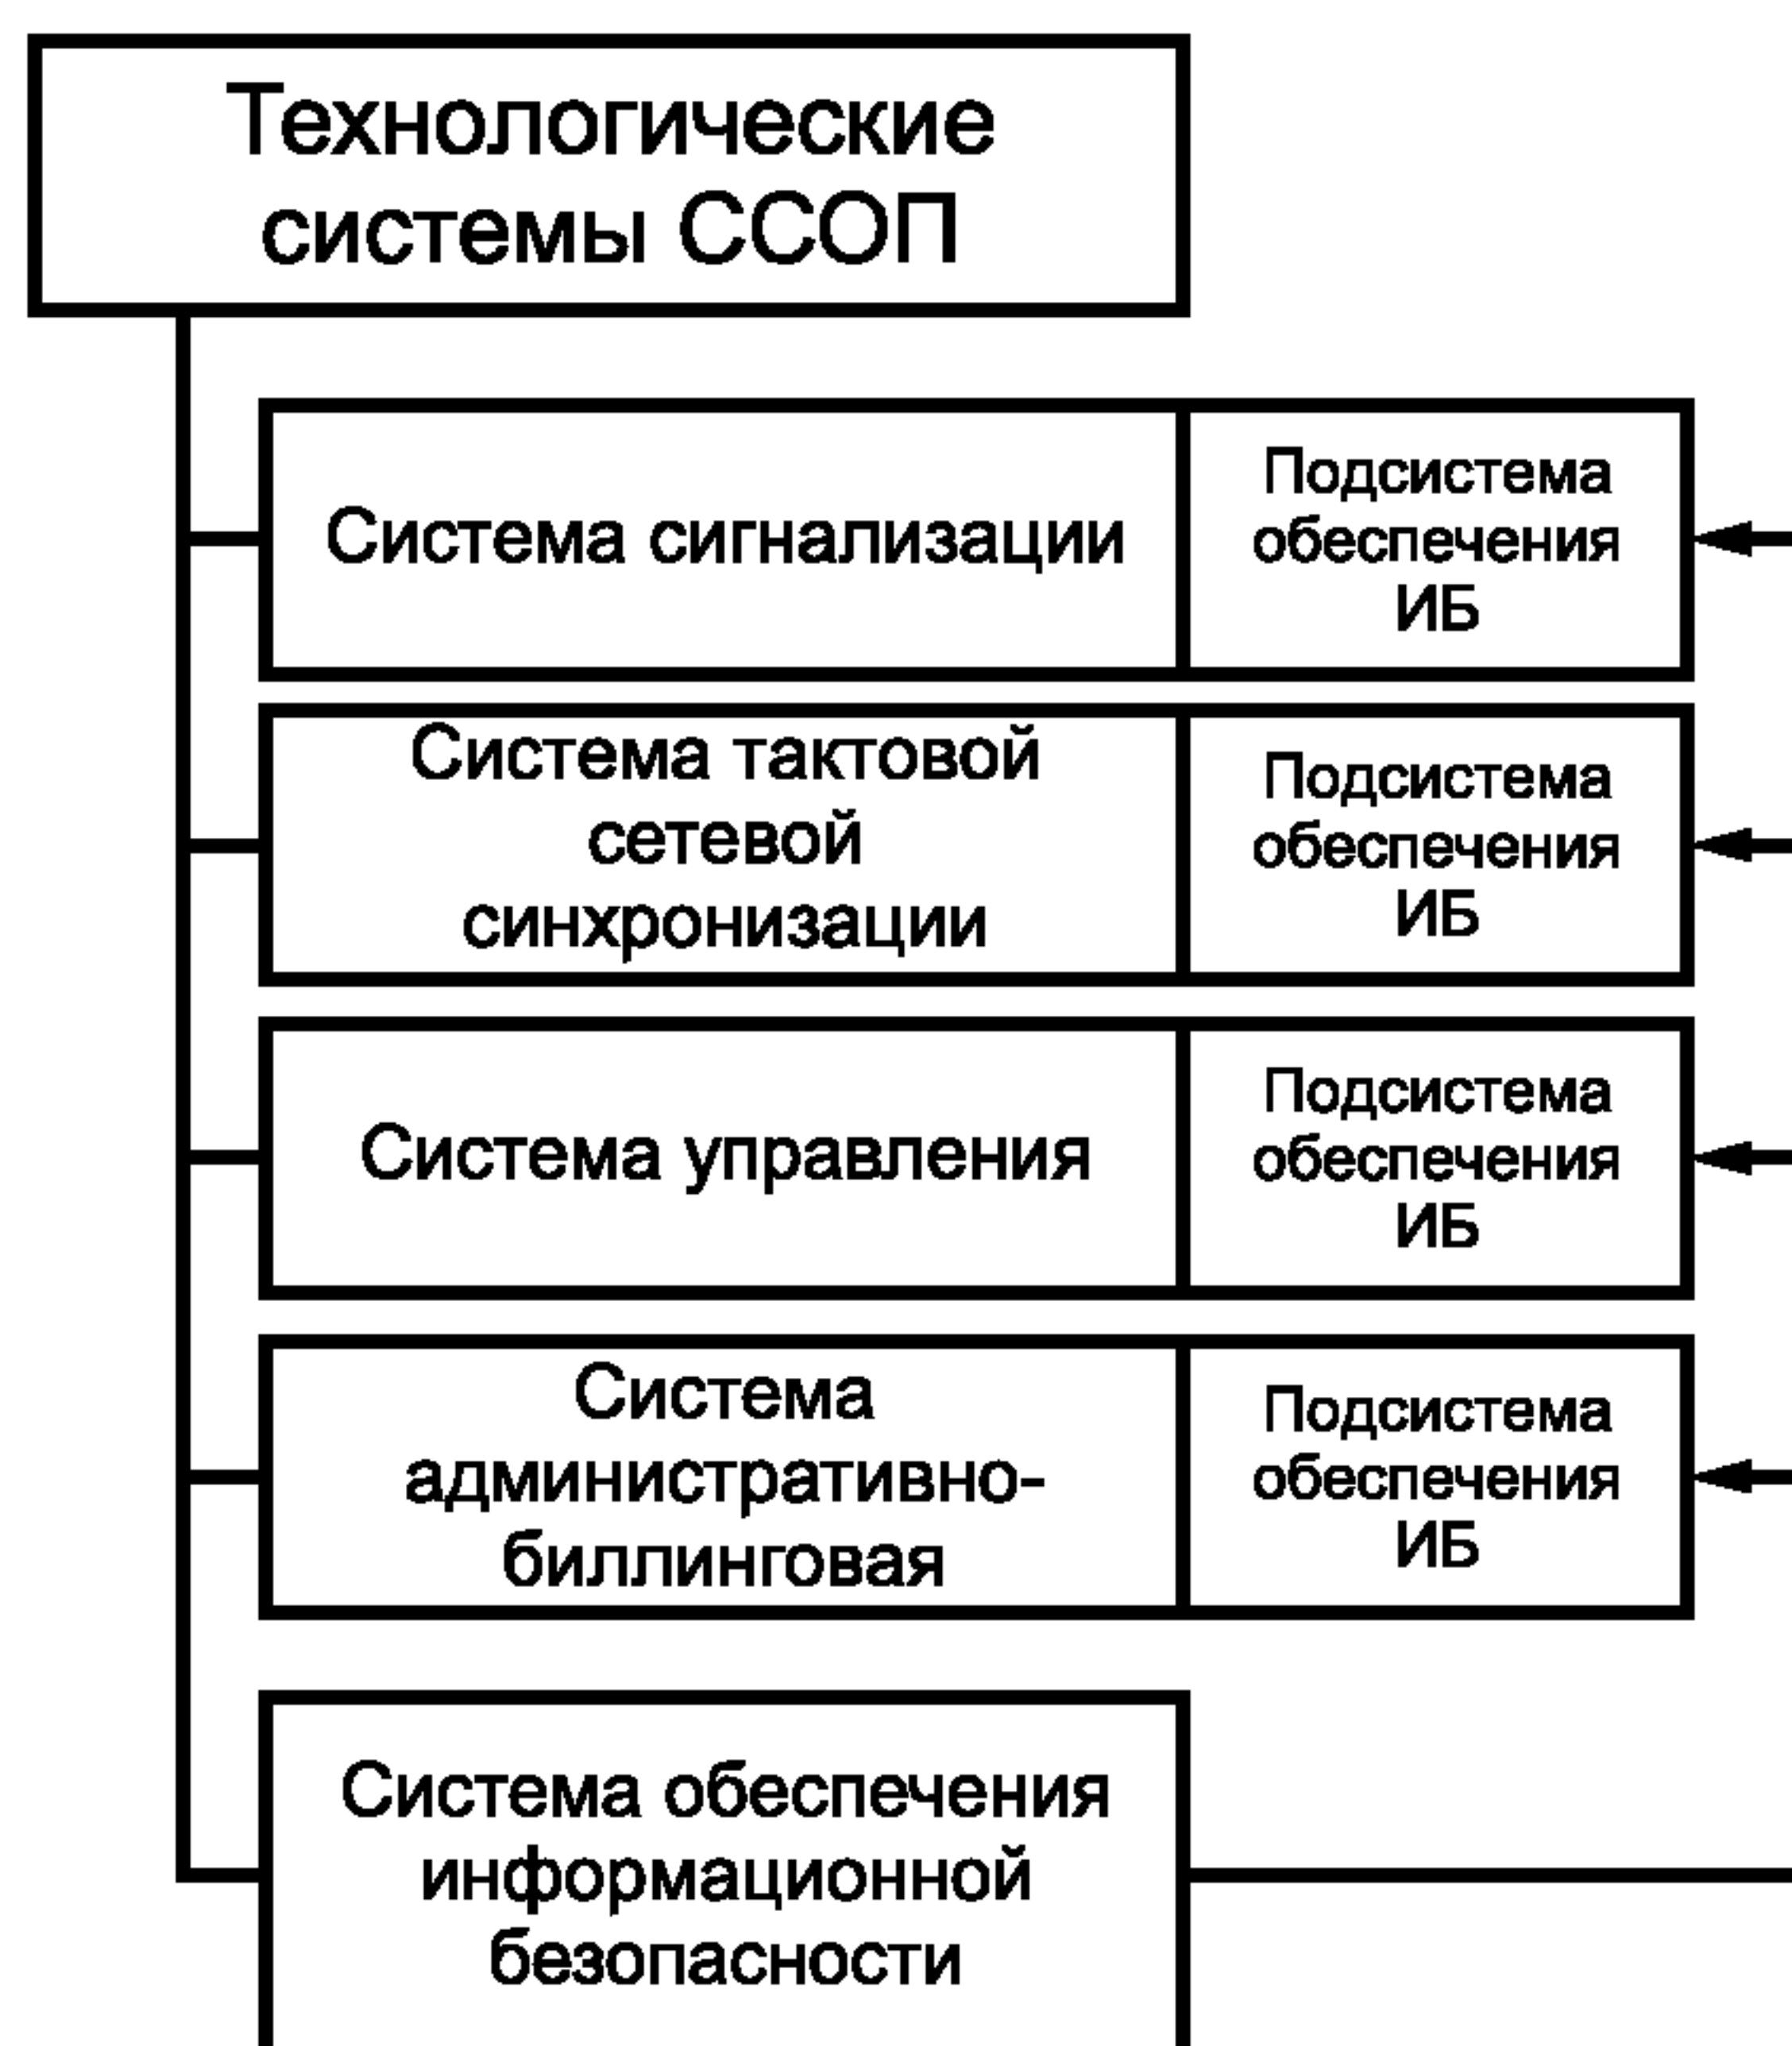 Технологические
системы ССОП
Система сигнализации
Подсистема
обеспечения
ИБ
Система тактовой
сетевой
синхронизации
Подсистема
обеспечения
ИБ
Система управления
Подсистема
обеспечения
ИБ
Система
административно-
биллинговая
Подсистема
обеспечения
ИБ
Система обеспечения
информационной
безопасности